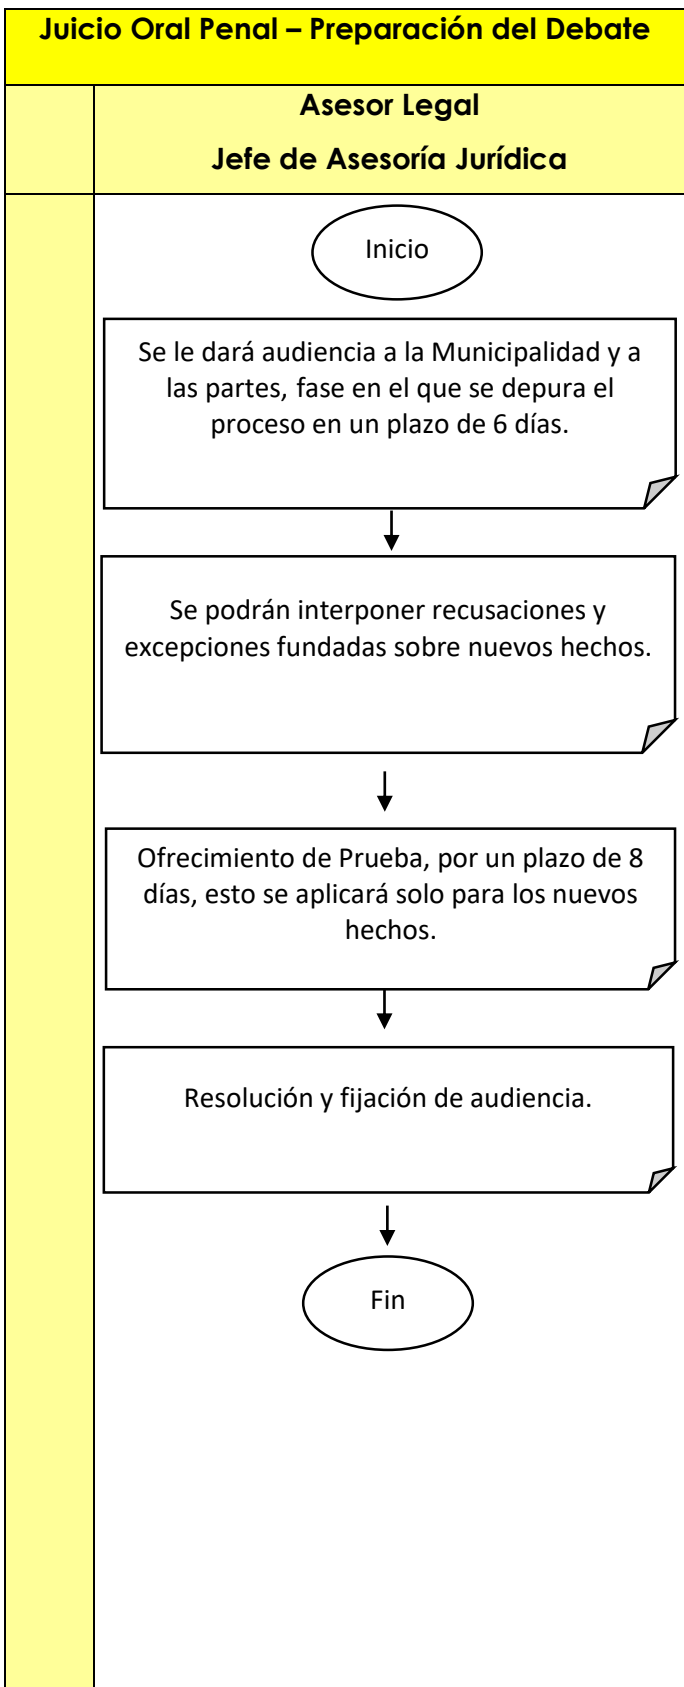 Juicio Oral Penal – Preparación del Debate
Asesor Legal
Jefe de Asesoría Jurídica
Inicio
Se le dará audiencia a la Municipalidad y a
las partes, fase en el que se depura el
proceso en un plazo de 6 días.
Se podrán interponer recusaciones y
excepciones fundadas sobre nuevos hechos.
Ofrecimiento de Prueba, por un plazo de 8
días, esto se aplicará solo para los nuevos
hechos.
Resolución y fijación de audiencia.
Fin